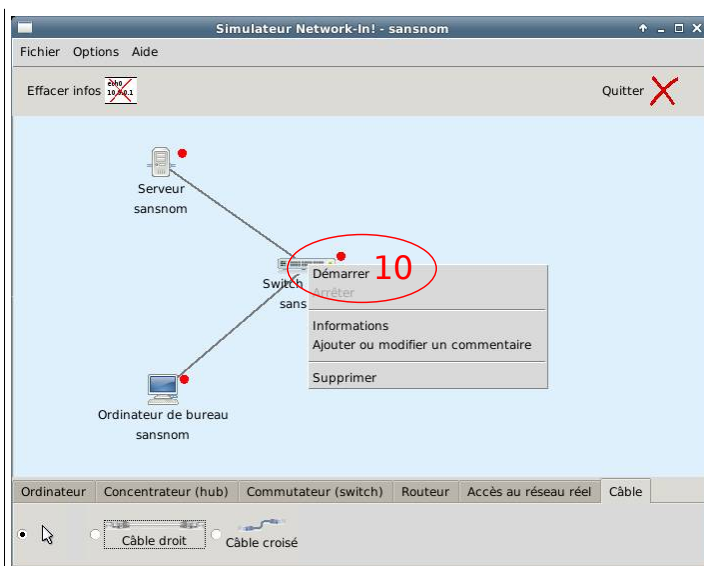 Simulateur Network-In! - sansnom
Fichier Options Aide
Effacer infos echo 10.0.0.1 Quitter
Serveur
sansnom
Switch
sans
Démarrer 10
Arrêter
Informations
Ajouter ou modifier un commentaire
Supprimer
Ordinateur de bureau
sansnom
Ordinateur Concentrateur (hub) Commutateur (switch) Routeur Accès au réseau réel Câble
Câble droit Câble croisé